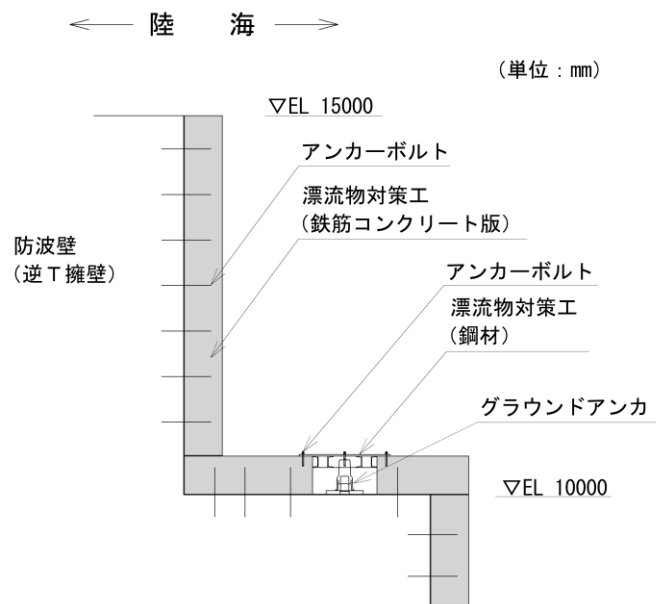 陸 海
(単位:mm)
▽EL 15000
アンカーボルト
漂流物対策工
(鉄筋コンクリート版)
防波壁
(逆T擁壁)
アンカーボルト
漂流物対策工
(鋼材)
グラウンドアンカ
▽EL 10000